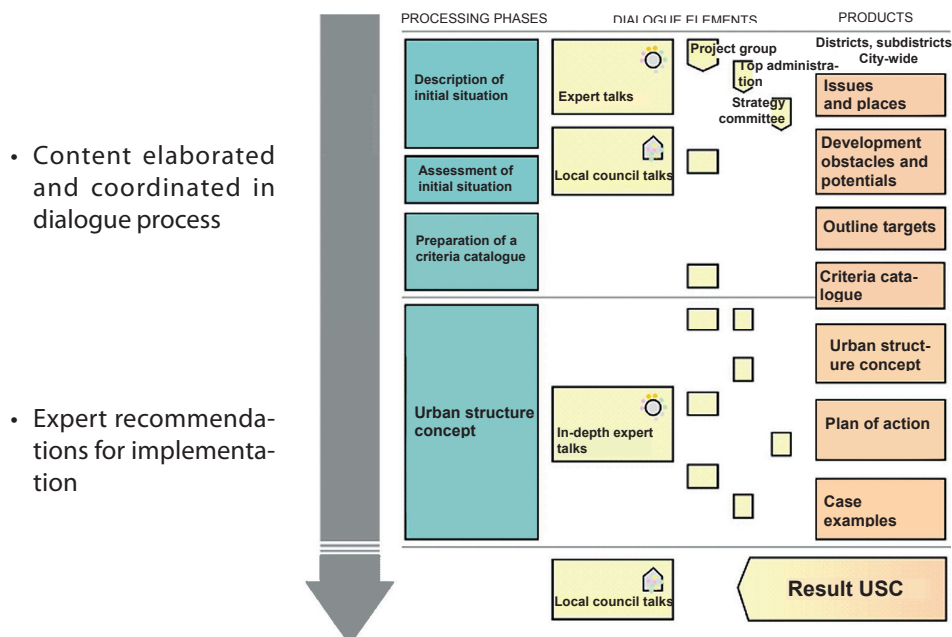 PROCESSING PHASES
DIALOGUE ELEMENTS
PRODUCTS
• Content elaborated
and coordinated in
dialogue process
• Expert recommenda-
tions for implementa-
tion
Description of
initial situation
Assessment of
initial situation
Preparation of a
criteria catalogue
Urban structure
concept
Expert talks
Local council talks
In-depth expert
talks
Local council talks
Project group
Top administra-
tion
Strategy
committee
Districts, subdistricts
City-wide
Issues
and places
Development
obstacles and
potentials
Outline targets
Criteria cata-
logue
Urban struct-
ure concept
Plan of action
Case
examples
Result USC